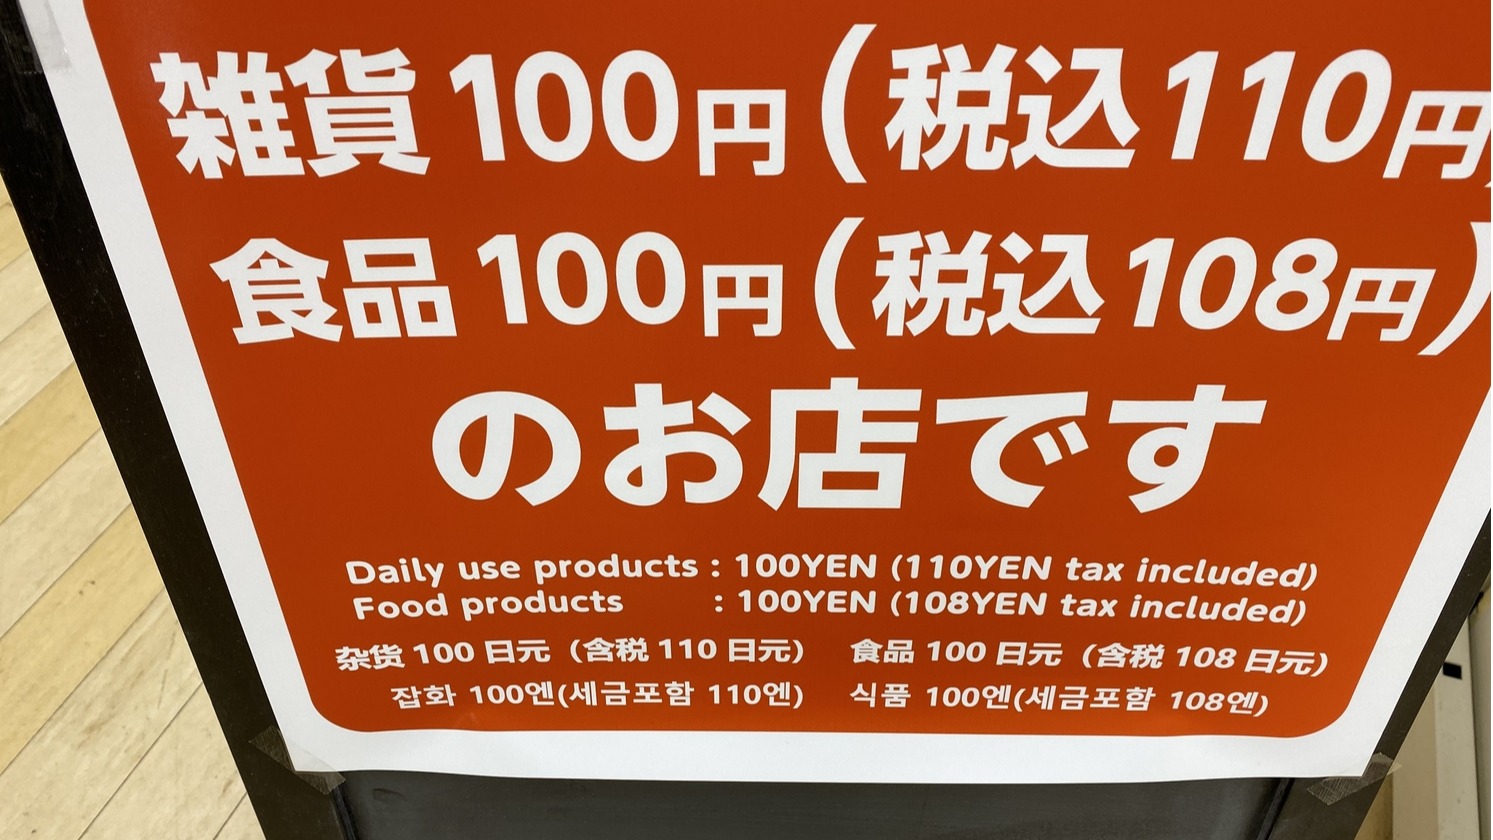 雑貨100円(税込110円)
食品100円(税込108円)
のお店です
Daily use products : 100YEN (110YEN tax included)
Food products : 100YEN (108YEN tax included)
杂货 100 日元（含税 110 日元） 食品 100 日元（含税 108 日元）
잡화 100엔(세금포함 110엔) 식품 100엔(세금포함 108엔)